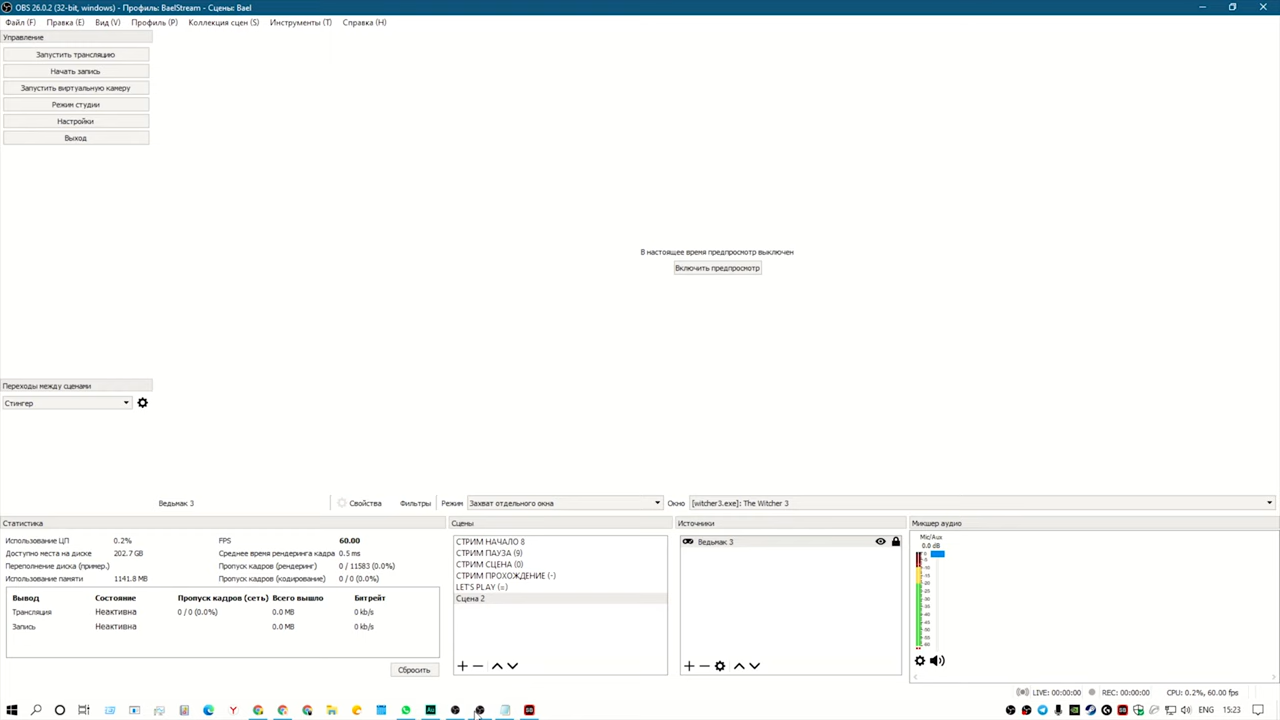 OBS 26.0.2 (32-bit, windows) - Профиль: BaelStream - Сцены: Bael
Файл (F) Правка (E) Вид (V) Профиль (P) Коллекция сцен (S) Инструменты (T) Справка (H)
Управление
Запустить трансляцию
Начать запись
Запустить виртуальную камеру
Режим студии
Настройки
Выход
В настоящее время предпросмотр выключен
Включить предпросмотр
Переходы между сценами
Стингер
Ведьмак 3 Свойства Фильтры Режим Захват отдельного окна Окно [witcher3.exe]: The Witcher 3
Статистика
Использование ЦП 0.2% FPS 60.00
Доступно места на диске 202.7 GB Среднее время рендеринга кадра 0.5 ms
Переполнение диска (пример.) Пропуск кадров (рендеринг) 0 / 11583 (0.0%)
Использование памяти 1141.8 MB Пропуск кадров (кодирование) 0 / 0 (0.0%)
Вывод Состояние Пропуск кадров (сеть) Всего вышло Битрейт
Трансляция Неактивна 0 / 0 (0.0%) 0.0 MB 0 kb/s
Запись Неактивна 0.0 MB 0 kb/s
Сбросить
Сцены
СТРИМ НАЧАЛО 8
СТРИМ ПАУЗА (9)
СТРИМ СЦЕНА (0)
СТРИМ ПРОХОЖДЕНИЕ (-)
LET'S PLAY (=)
Сцена 2
Источники
Ведьмак 3
Микшер аудио
Mic/Aux
0.0 dB
LIVE: 00:00:00 REC: 00:00:00 CPU: 0.2%, 60.00 fps
ENG 15:23